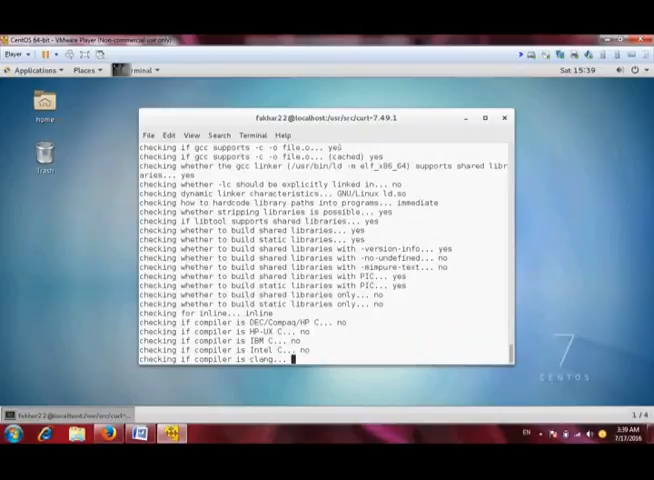 CentOS 64-bit - VMware Player (Non-commercial use only)
Player
Applications Places Terminal Sat 15:39
home
Trash
fakhar22@localhost:/usr/src/curl-7.49.1
File Edit View Search Terminal Help
checking if gcc supports -c -o file.o... yes
checking if gcc supports -c -o file.o... (cached) yes
checking whether the gcc linker (/usr/bin/ld -m elf_x86_64) supports shared libr
aries... yes
checking whether -lc should be explicitly linked in... no
checking dynamic linker characteristics... GNU/Linux ld.so
checking how to hardcode library paths into programs... immediate
checking whether stripping libraries is possible... yes
checking if libtool supports shared libraries... yes
checking whether to build shared libraries... yes
checking whether to build static libraries... yes
checking whether to build shared libraries with -version-info... yes
checking whether to build shared libraries with -no-undefined... no
checking whether to build shared libraries with -mimpure-text... no
checking whether to build shared libraries with PIC... yes
checking whether to build static libraries with PIC... yes
checking whether to build shared libraries only... no
checking whether to build static libraries only... no
checking for inline... inline
checking if compiler is DEC/Compaq/HP C... no
checking if compiler is HP-UX C... no
checking if compiler is IBM C... no
checking if compiler is Intel C... no
checking if compiler is clang...
7
CENTOS
fakhar22@localhost:/usr/src/curl-...
1 / 4
EN
3:39 AM
7/17/2016